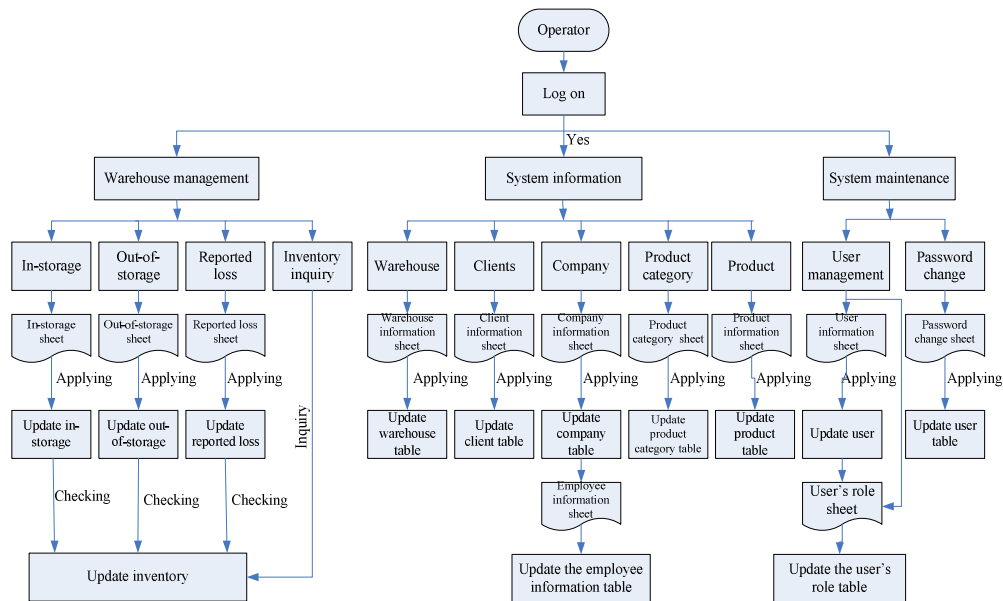 Operator
Log on
Yes
Warehouse management
System information
System maintenance
In-storage
Out-of-
storage
Reported
loss
Inventory
inquiry
Warehouse
Clients
Company
Product
category
Product
User
management
Password
change
In-storage
sheet
Out-of-storage
sheet
Reported loss
sheet
Warehouse
information
sheet
Client
information
sheet
Company
information
sheet
Product
category sheet
Product
information
sheet
User
information
sheet
Password
change sheet
Applying
Applying
Applying
Inquiry
Applying
Applying
Applying
Applying
Applying
Applying
Applying
Update in-
storage
Update out-
of-storage
Update
reported loss
Update
warehouse
table
Update
client table
Update
company
table
Update
product
category table
Update
product
table
Update user
Update user
table
Checking
Checking
Checking
Employee
information
sheet
User's role
sheet
Update inventory
Update the employee
information table
Update the user's
role table